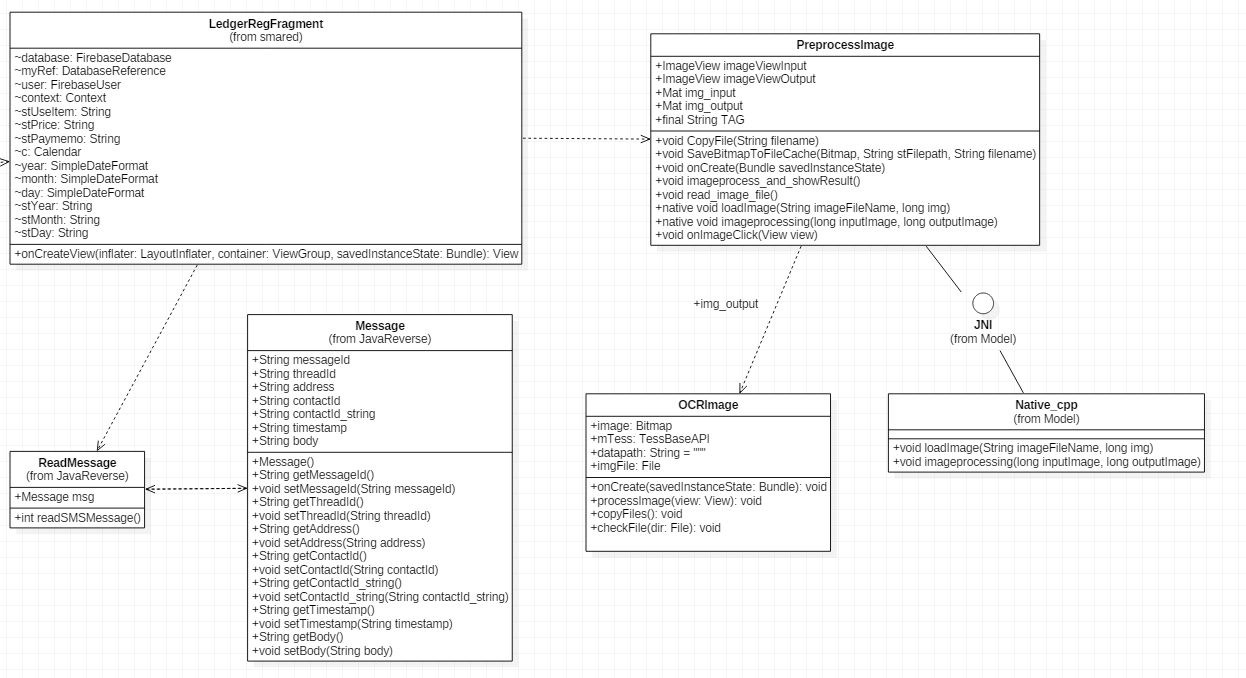 LedgerRegFragment
(from smared)
~database: FirebaseDatabase
~myRef: DatabaseReference
~user: FirebaseUser
~context: Context
~stUseItem: String
~stPrice: String
~stPaymemo: String
~c: Calendar
~year: SimpleDateFormat
~month: SimpleDateFormat
~day: SimpleDateFormat
~stYear: String
~stMonth: String
~stDay: String
+onCreateView(inflater: LayoutInflater, container: ViewGroup, savedInstanceState: Bundle): View
PreprocessImage
+ImageView imageViewInput
+ImageView imageViewOutput
+Mat img_input
+Mat img_output
+final String TAG
+void CopyFile(String filename)
+void SaveBitmapToFileCache(Bitmap, String stFilepath, String filename)
+void onCreate(Bundle savedInstanceState)
+void imageprocess_and_showResult()
+void read_image_file()
+native void loadImage(String imageFileName, long img)
+native void imageprocessing(long inputImage, long outputImage)
+void onImageClick(View view)
+img_output
JNI
(from Model)
Message
(from JavaReverse)
+String messageId
+String threadId
+String address
+String contactId
+String contactId_string
+String timestamp
+String body
+Message()
+String getMessageId()
+void setMessageId(String messageId)
+String getThreadId()
+void setThreadId(String threadId)
+String getAddress()
+void setAddress(String address)
+String getContactId()
+void setContactId(String contactId)
+String getContactId_string()
+void setContactId_string(String contactId_string)
+String getTimestamp()
+void setTimestamp(String timestamp)
+String getBody()
+void setBody(String body)
ReadMessage
(from JavaReverse)
+Message msg
+int readSMSMessage()
OCRImage
+image: Bitmap
+mTess: TessBaseAPI
+datapath: String = """"
+imgFile: File
+onCreate(savedInstanceState: Bundle): void
+processImage(view: View): void
+copyFiles(): void
+checkFile(dir: File): void
Native_cpp
(from Model)
+void loadImage(String imageFileName, long img)
+void imageprocessing(long inputImage, long outputImage)